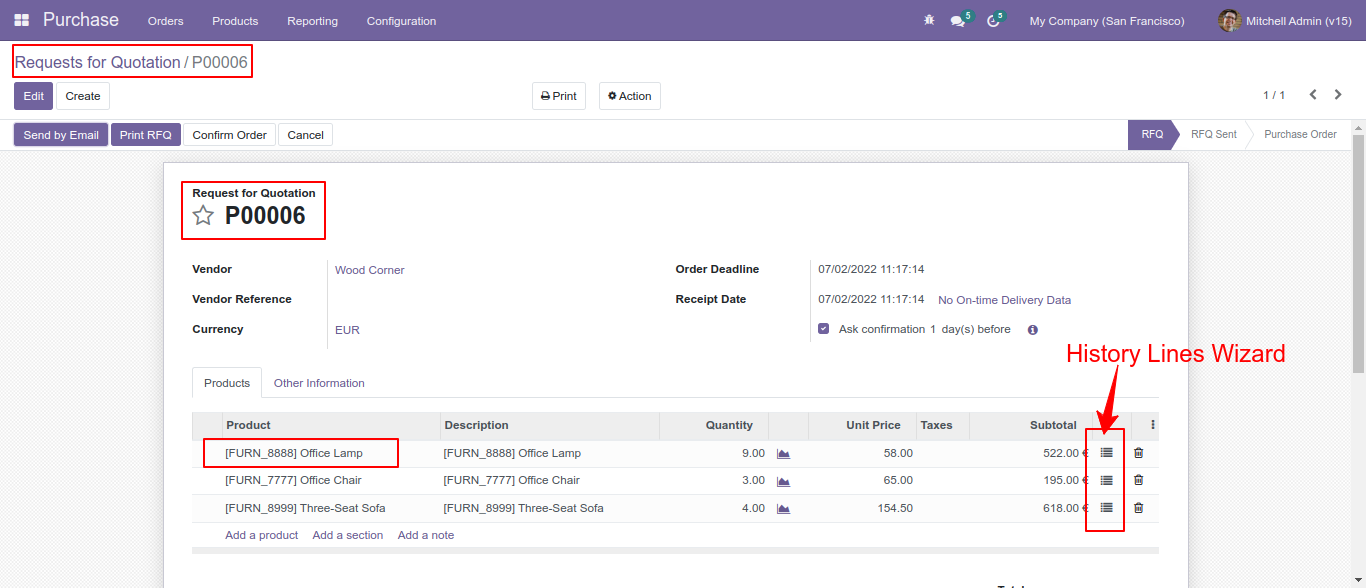 Purchase Orders Products Reporting Configuration 5 5 My Company (San Francisco) Mitchell Admin (v15)
Requests for Quotation / P00006
Edit Create Print Action 1 / 1
Send by Email Print RFQ Confirm Order Cancel RFQ RFQ Sent Purchase Order
Request for Quotation
P00006
Vendor Wood Corner Order Deadline 07/02/2022 11:17:14
Vendor Reference Receipt Date 07/02/2022 11:17:14 No On-time Delivery Data
Currency EUR Ask confirmation 1 day(s) before
History Lines Wizard
Products Other Information
Product Description Quantity Unit Price Taxes Subtotal
[FURN_8888] Office Lamp [FURN_8888] Office Lamp 9.00 58.00 522.00 €
[FURN_7777] Office Chair [FURN_7777] Office Chair 3.00 65.00 195.00 €
[FURN_8999] Three-Seat Sofa [FURN_8999] Three-Seat Sofa 4.00 154.50 618.00 €
Add a product Add a section Add a note